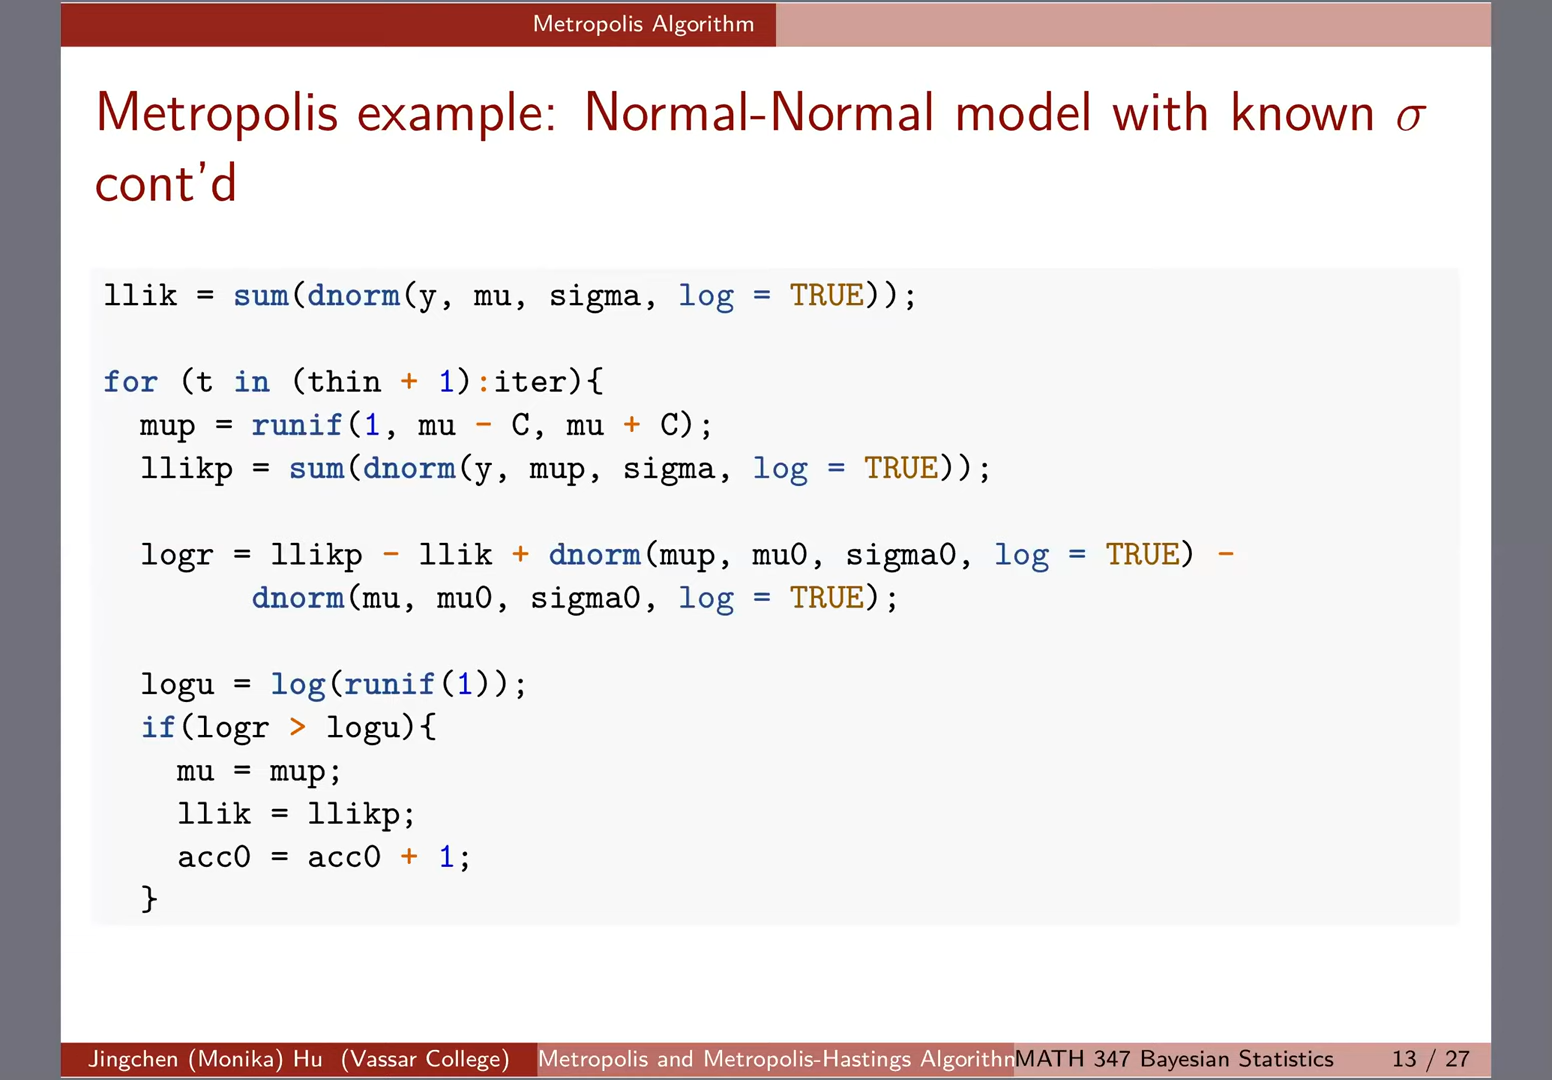 Metropolis Algorithm
Metropolis example: Normal-Normal model with known σ
cont'd
llik = sum(dnorm(y, mu, sigma, log = TRUE));
for (t in (thin + 1):iter){
mup = runif(1, mu - C, mu + C);
llikp = sum(dnorm(y, mup, sigma, log = TRUE));
logr = llikp - llik + dnorm(mup, mu0, sigma0, log = TRUE) -
dnorm(mu, mu0, sigma0, log = TRUE);
logu = log(runif(1));
if(logr > logu){
mu = mup;
llik = llikp;
acc0 = acc0 + 1;
}
Jingchen (Monika) Hu (Vassar College) Metropolis and Metropolis-Hastings Algorithm MATH 347 Bayesian Statistics 13 / 27